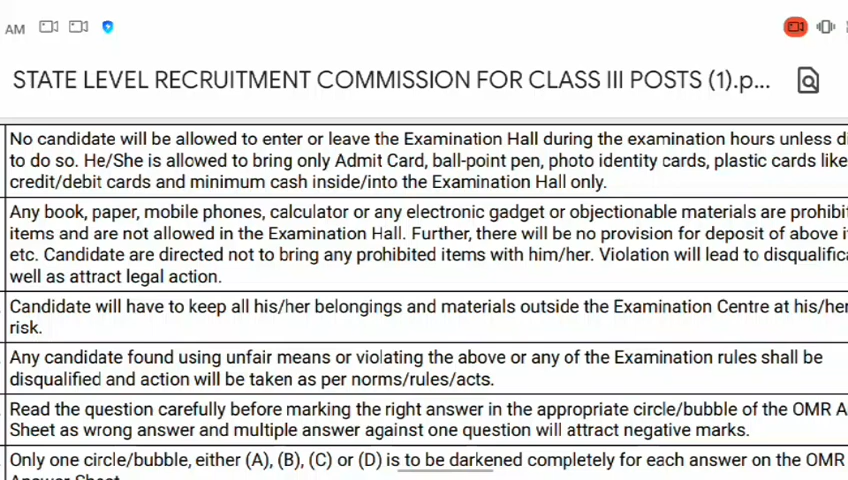 AM
STATE LEVEL RECRUITMENT COMMISSION FOR CLASS III POSTS (1).p...
No candidate will be allowed to enter or leave the Examination Hall during the examination hours unless
to do so. He/She is allowed to bring only Admit Card, ball-point pen, photo identity cards, plastic cards like
credit/debit cards and minimum cash inside/into the Examination Hall only.
Any book, paper, mobile phones, calculator or any electronic gadget or objectionable materials are
items and are not allowed in the Examination Hall. Further, there will be no provision for deposit of above
etc. Candidate are directed not to bring any prohibited items with him/her. Violation will lead to
well as attract legal action.
Candidate will have to keep all his/her belongings and materials outside the Examination Centre at his/her
risk.
Any candidate found using unfair means or violating the above or any of the Examination rules shall be
disqualified and action will be taken as per norms/rules/acts.
Read the question carefully before marking the right answer in the appropriate circle/bubble of the OMR
Sheet as wrong answer and multiple answer against one question will attract negative marks.
Only one circle/bubble, either (A), (B), (C) or (D) is to be darkened completely for each answer on the OMR